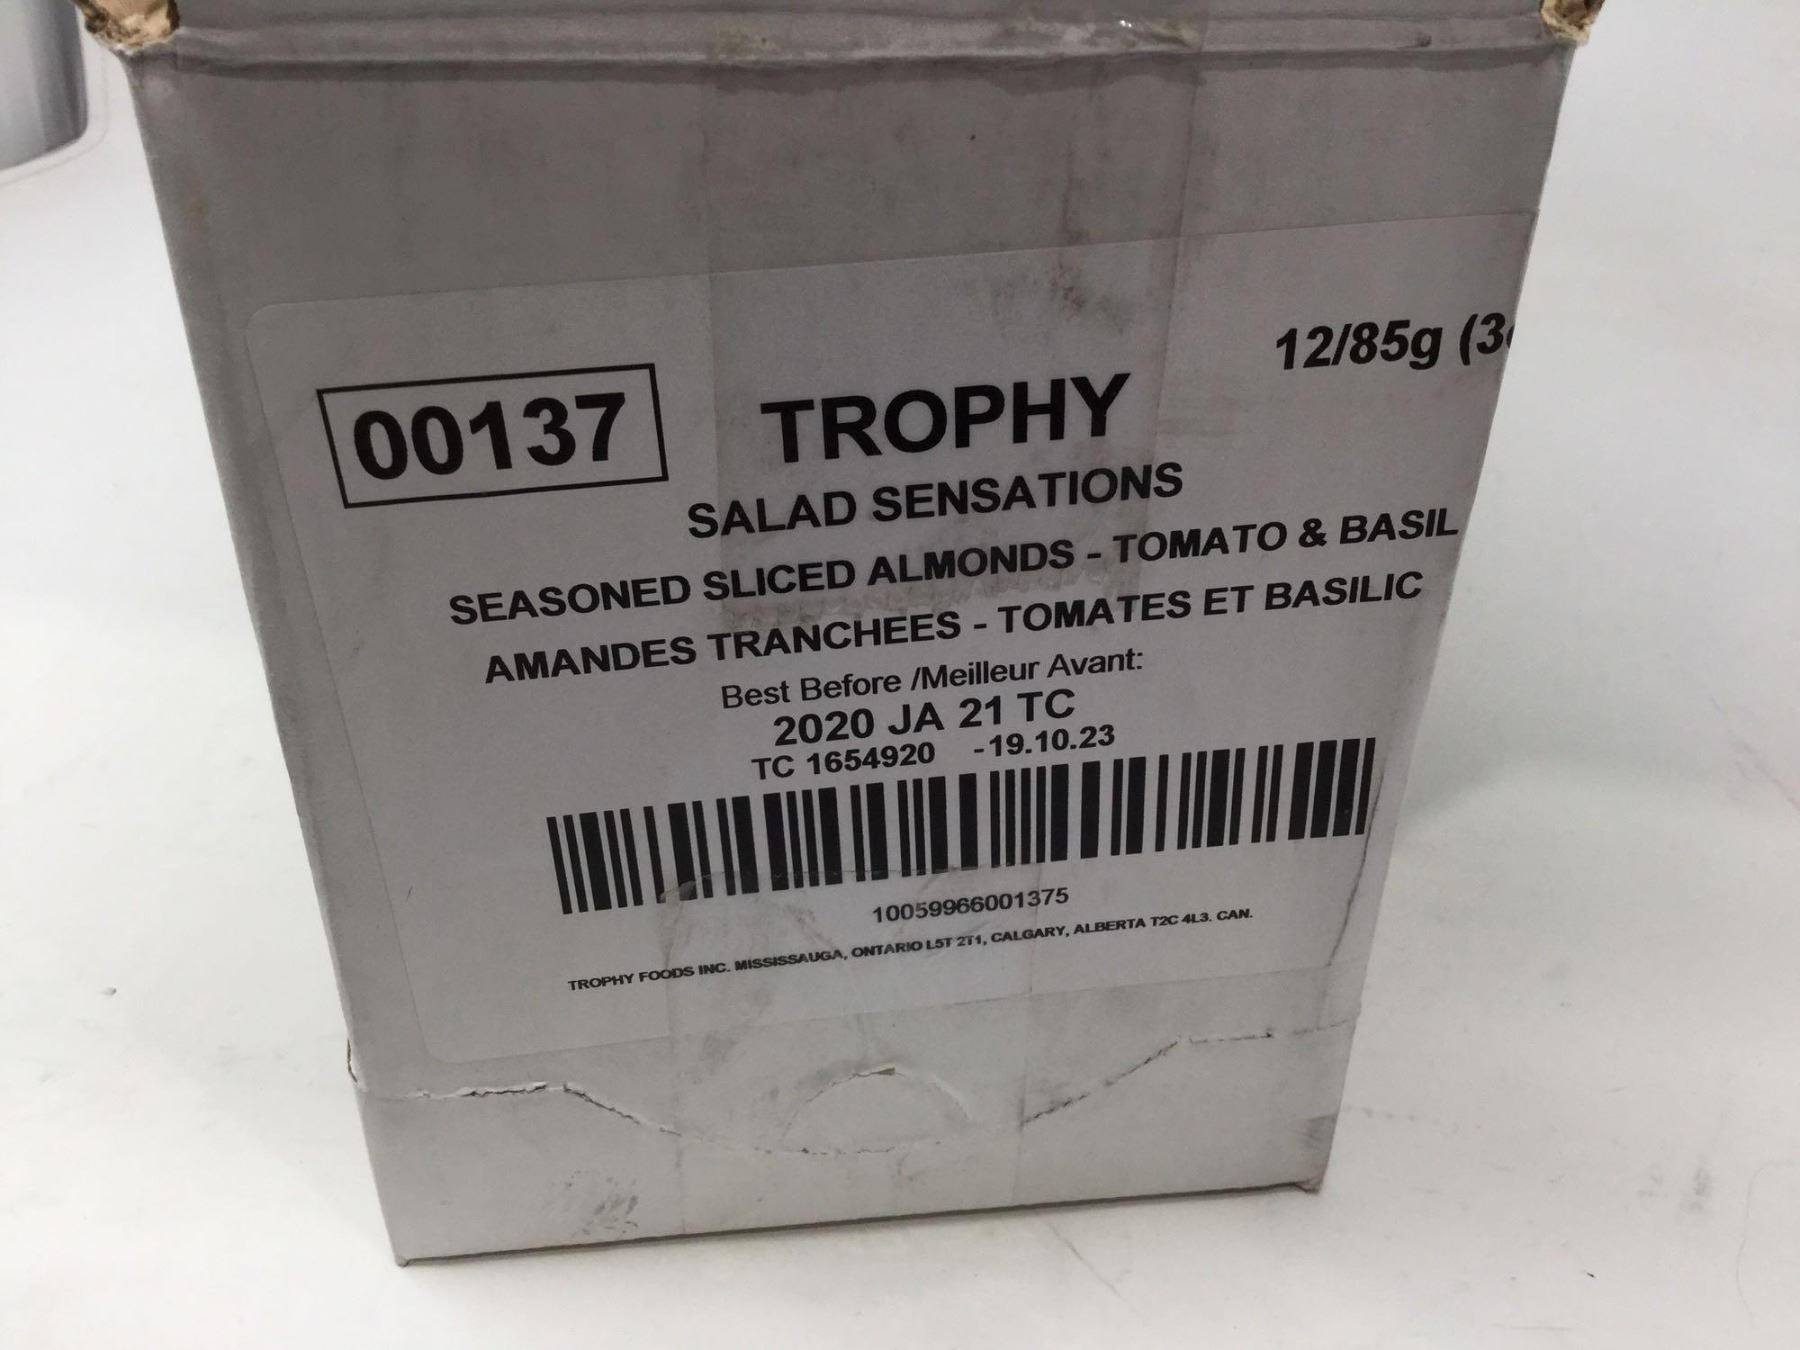 12/85g (3
00137
TROPHY
SALAD SENSATIONS
SEASONED SLICED ALMONDS - TOMATO & BASIL
AMANDES TRANCHEES - TOMATES ET BASILIC
Best Before /Meilleur Avant:
2020 JA 21 TC
TC 1654920 -19.10.23
10059966001375
TROPHY FOODS INC. MISSISSAUGA, ONTARIO L5T 2T1, CALGARY, ALBERTA T2C 4L3. CAN.